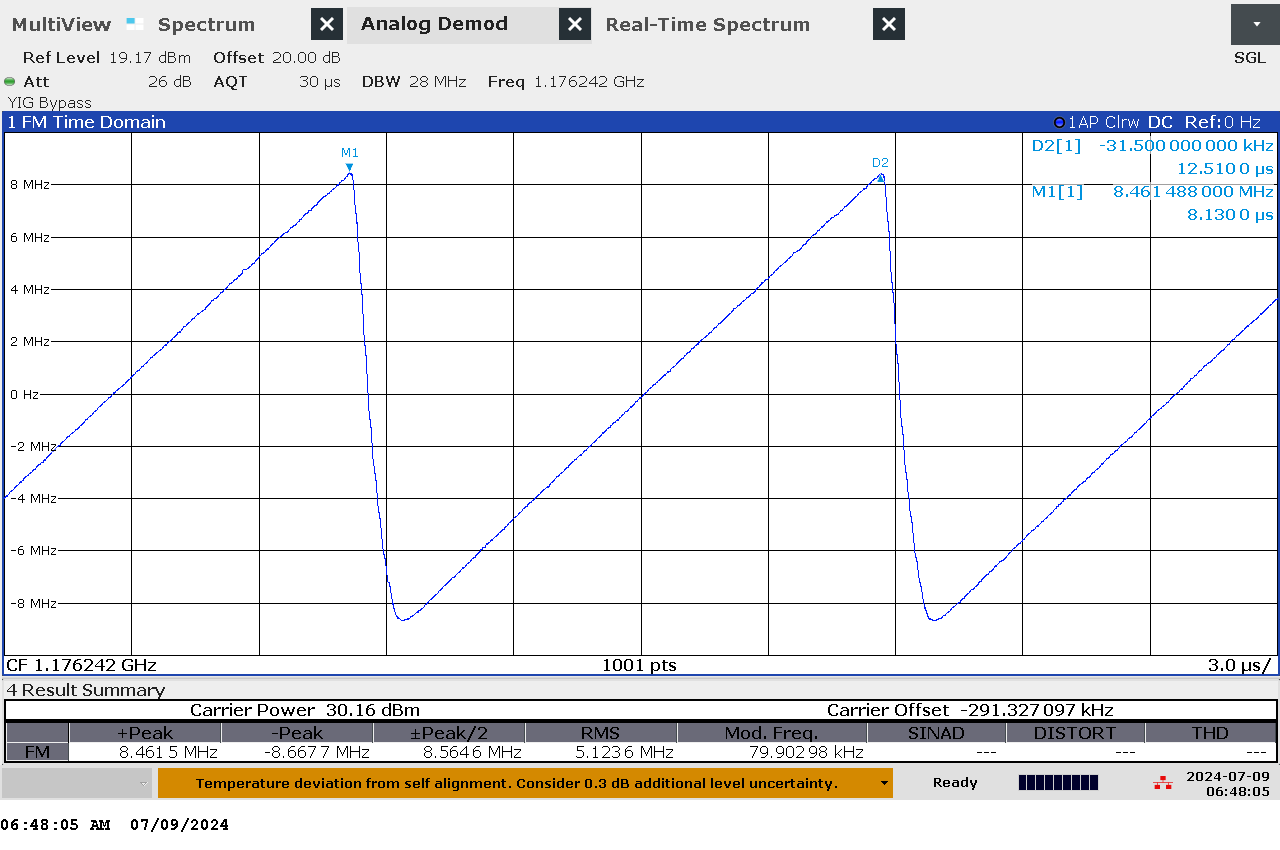 MultiView Spectrum X Analog Demod X Real-Time Spectrum X
Ref Level 19.17 dBm Offset 20.00 dB SGL
Att 26 dB AQT 30 µs DBW 28 MHz Freq 1.176242 GHz
YIG Bypass
1 FM Time Domain 1AP Clrw DC Ref:0 Hz
D2[1] -31.500 000 000 kHz
12.510 0 µs
M1[1] 8.461 488 000 MHz
8.130 0 µs
M1
D2
8 MHz
6 MHz
4 MHz
2 MHz
0 Hz
-2 MHz
-4 MHz
-6 MHz
-8 MHz
CF 1.176242 GHz 1001 pts 3.0 µs/
4 Result Summary
Carrier Power 30.16 dBm Carrier Offset -291.327 097 kHz
+Peak -Peak ±Peak/2 RMS Mod. Freq. SINAD DISTORT THD
FM 8.461 5 MHz -8.667 7 MHz 8.564 6 MHz 5.123 6 MHz 79.902 98 kHz --- --- ---
Temperature deviation from self alignment. Consider 0.3 dB additional level uncertainty. Ready 2024-07-09
06:48:05
06:48:05 AM 07/09/2024